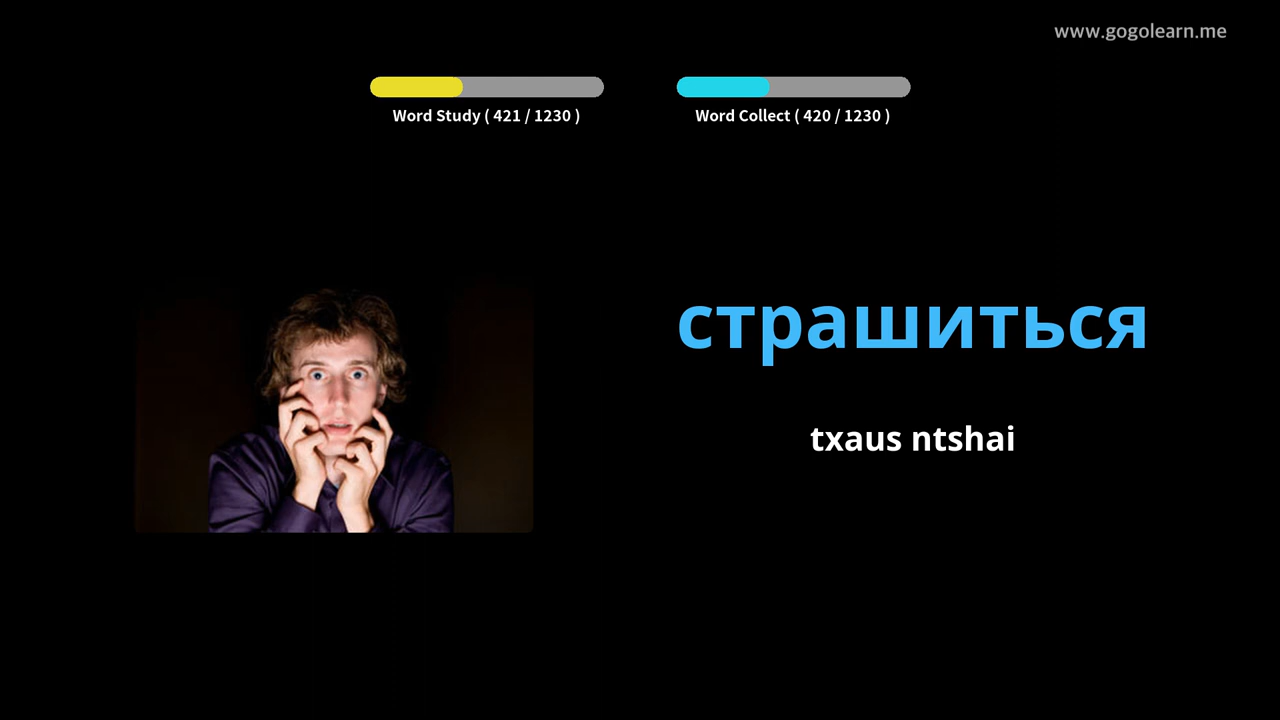 www.gogolearn.me
Word Study ( 421 / 1230 )
Word Collect ( 420 / 1230 )
страшиться
txaus ntshai